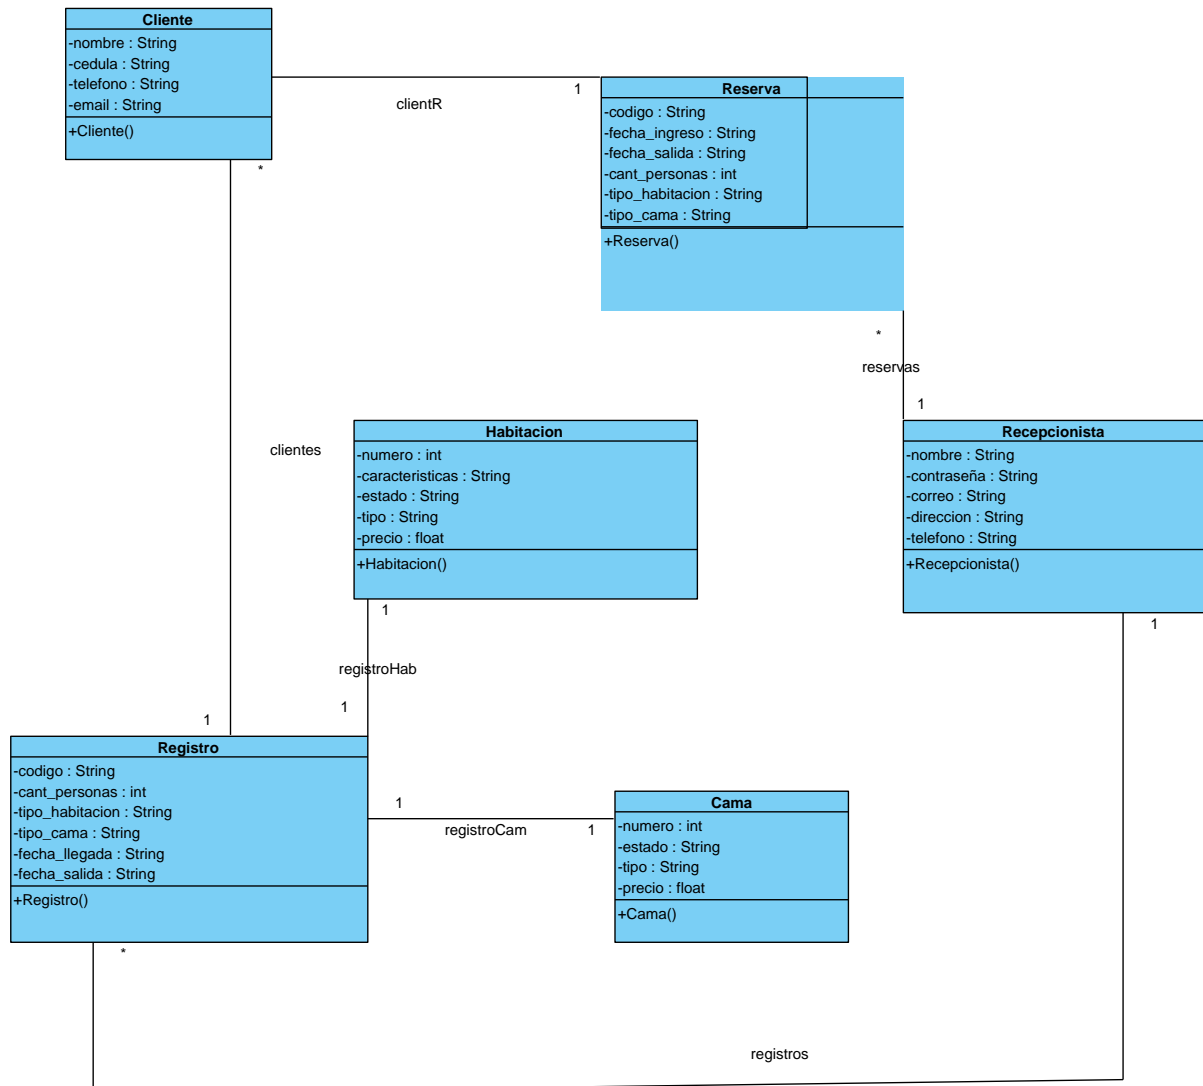 Cliente
-nombre : String
-cedula : String
-telefono : String
-email : String
+Cliente()
*
clientR
1
Reserva
-codigo : String
-fecha_ingreso : String
-fecha_salida : String
-cant_personas : int
-tipo_habitacion : String
-tipo_cama : String
+Reserva()
*
reservas
1
clientes
Habitacion
-numero : int
-caracteristicas : String
-estado : String
-tipo : String
-precio : float
+Habitacion()
1
Recepcionista
-nombre : String
-contraseña : String
-correo : String
-direccion : String
-telefono : String
+Recepcionista()
1
registroHab
1
1
Registro
-codigo : String
-cant_personas : int
-tipo_habitacion : String
-tipo_cama : String
-fecha_llegada : String
-fecha_salida : String
+Registro()
*
1
registroCam
1
Cama
-numero : int
-estado : String
-tipo : String
-precio : float
+Cama()
registros